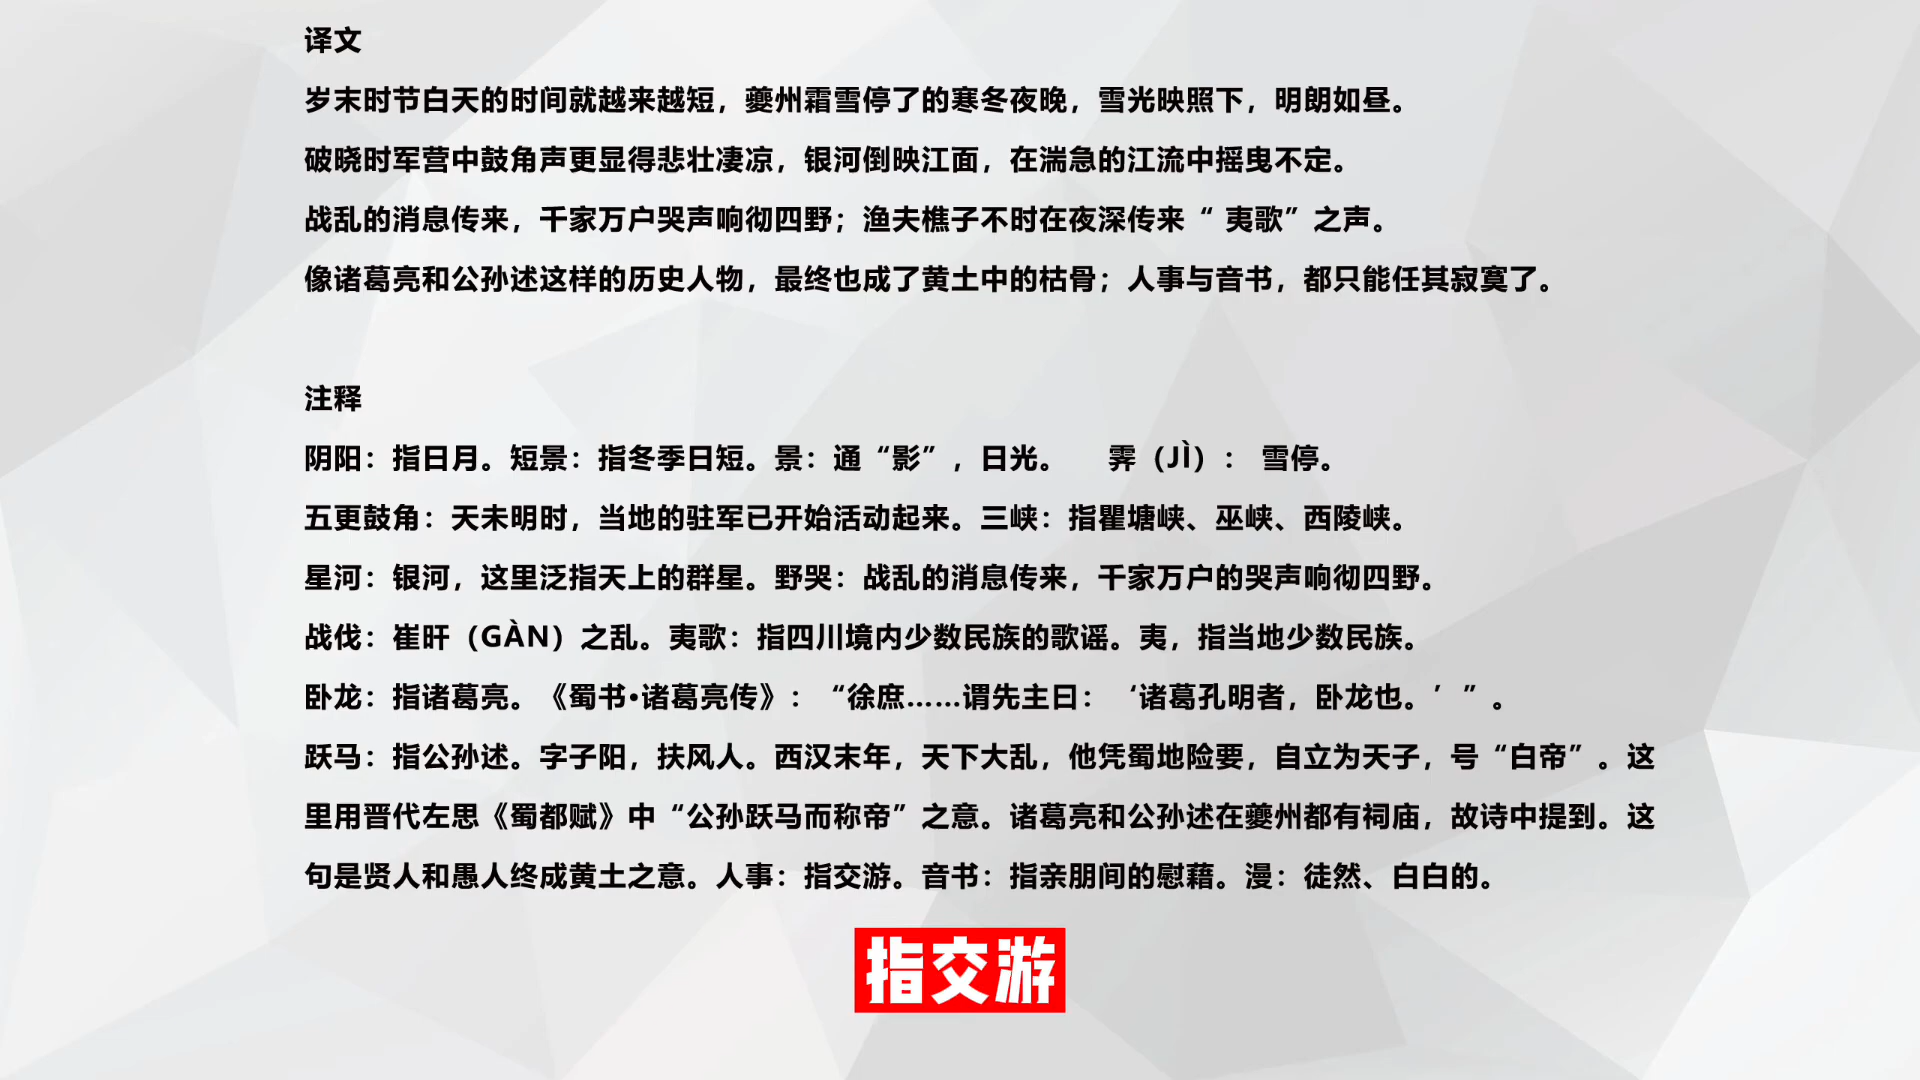 译文
岁末时节白天的时间就越来越短，夔州霜雪停了的寒冬夜晚，雪光映照下，明朗如昼。
破晓时军营中鼓角声更显得悲壮凄凉，银河倒映江面，在湍急的江流中摇曳不定。
战乱的消息传来，千家万户哭声响彻四野；渔夫樵子不时在夜深传来“ 夷歌”之声。
像诸葛亮和公孙述这样的历史人物，最终也成了黄土中的枯骨；人事与音书，都只能任其寂寞了。
注释
阴阳：指日月。短景：指冬季日短。景：通“影”，日光。 霁（JÌ）： 雪停。
五更鼓角：天未明时，当地的驻军已开始活动起来。三峡：指瞿塘峡、巫峡、西陵峡。
星河：银河，这里泛指天上的群星。野哭：战乱的消息传来，千家万户的哭声响彻四野。
战伐：崔旰（GÀN）之乱。夷歌：指四川境内少数民族的歌谣。夷，指当地少数民族。
卧龙：指诸葛亮。《蜀书·诸葛亮传》：“徐庶……谓先主曰：‘诸葛孔明者，卧龙也。’”。
跃马：指公孙述。字子阳，扶风人。西汉末年，天下大乱，他凭蜀地险要，自立为天子，号“白帝”。这
里用晋代左思《蜀都赋》中“公孙跃马而称帝”之意。诸葛亮和公孙述在夔州都有祠庙，故诗中提到。这
句是贤人和愚人终成黄土之意。人事：指交游。音书：指亲朋间的慰藉。漫：徒然、白白的。
指交游